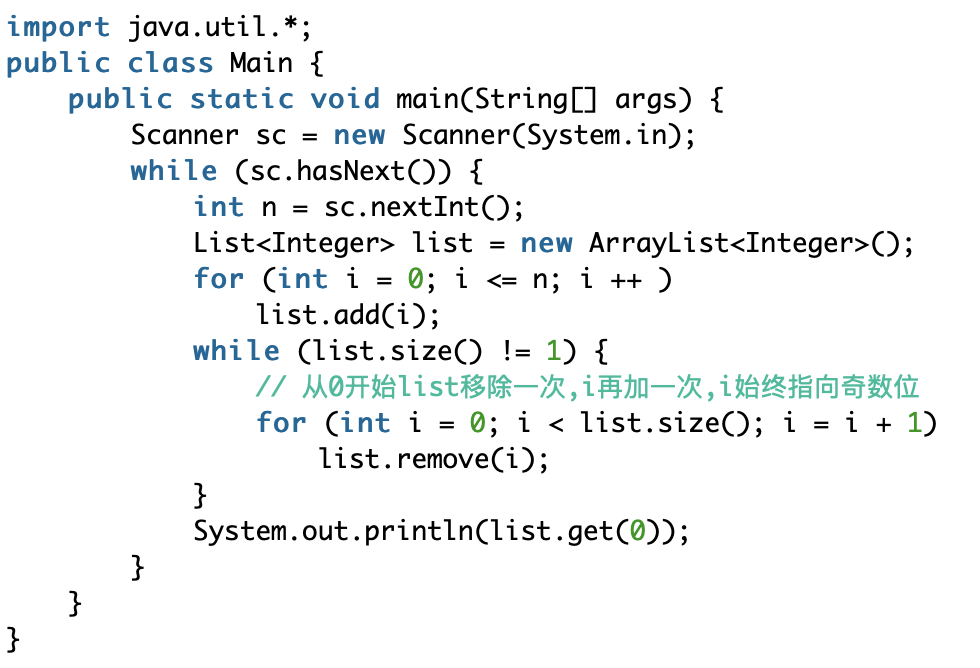 import java.util.*;
public class Main {
    public static void main(String[] args) {
        Scanner sc = new Scanner(System.in);
        while (sc.hasNext()) {
            int n = sc.nextInt();
            List<Integer> list = new ArrayList<Integer>();
            for (int i = 0; i <= n; i ++ )
                list.add(i);
            while (list.size() != 1) {
                // 从0开始list移除一次,i再加一次,i始终指向奇数位
                for (int i = 0; i < list.size(); i = i + 1)
                    list.remove(i);
            }
            System.out.println(list.get(0));
        }
    }
}